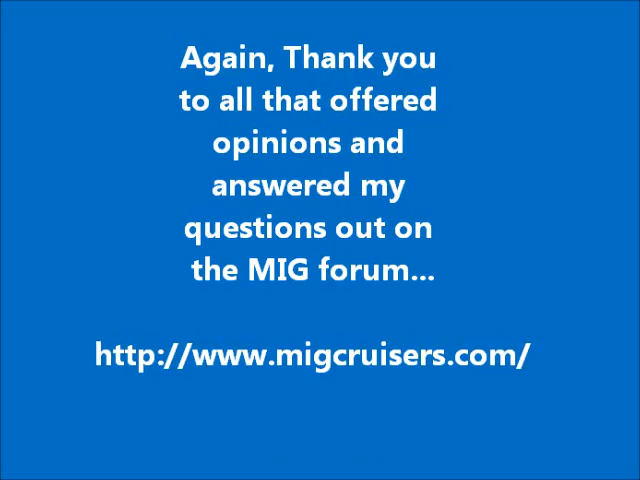 Again, Thank you
to all that offered
opinions and
answered my
questions out on
the MIG forum...
http://www.migcruisers.com/